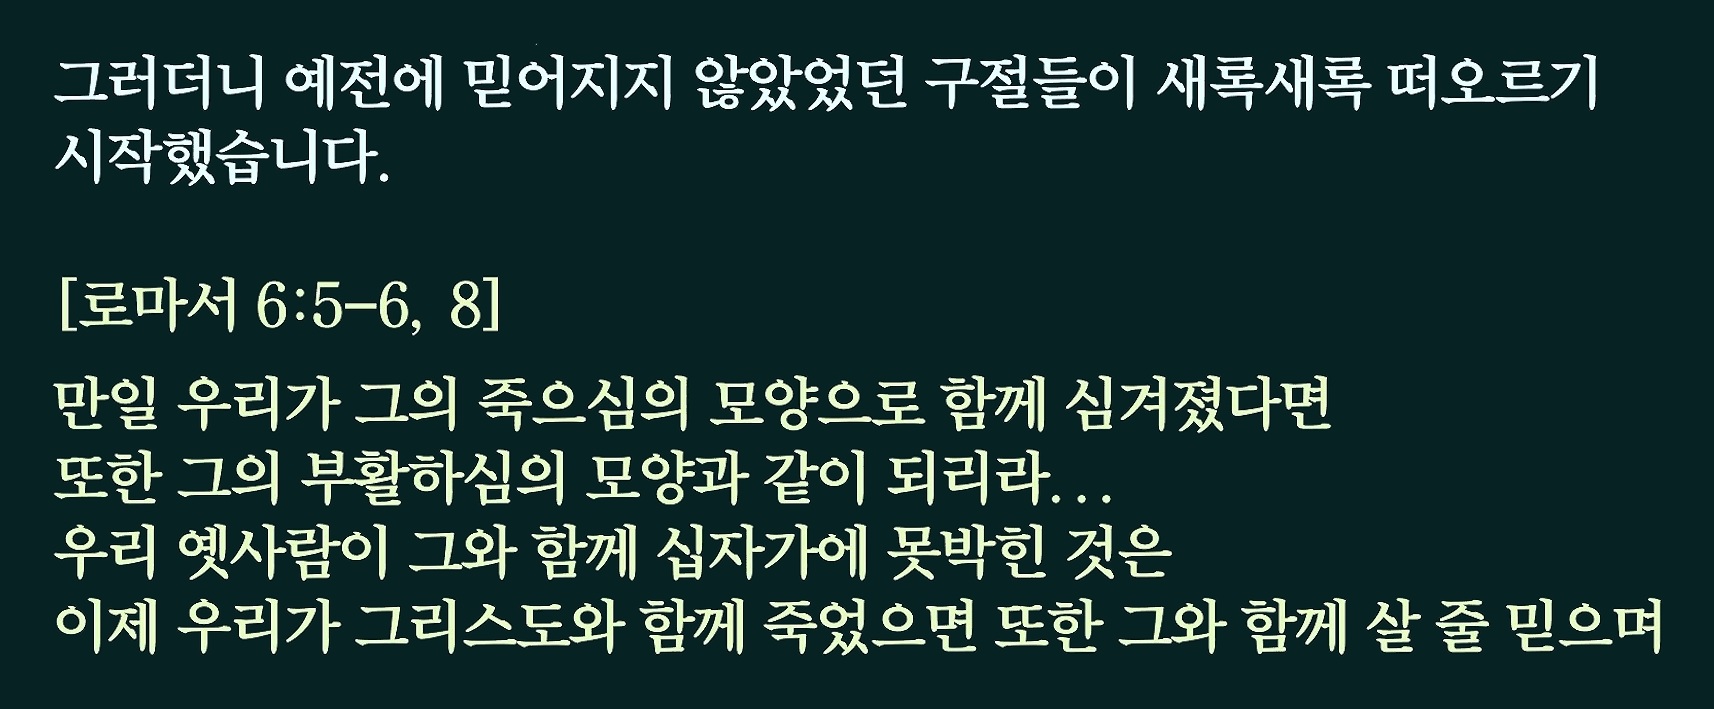 그러더니 예전에 믿어지지 않았었던 구절들이 새록새록 떠오르기
시작했습니다.
[로마서 6:5–6, 8]
만일 우리가 그의 죽으심의 모양으로 함께 심겨졌다면
또한 그의 부활하심의 모양과 같이 되리라...
우리 옛사람이 그와 함께 십자가에 못박힌 것은
이제 우리가 그리스도와 함께 죽었으면 또한 그와 함께 살 줄 믿으며